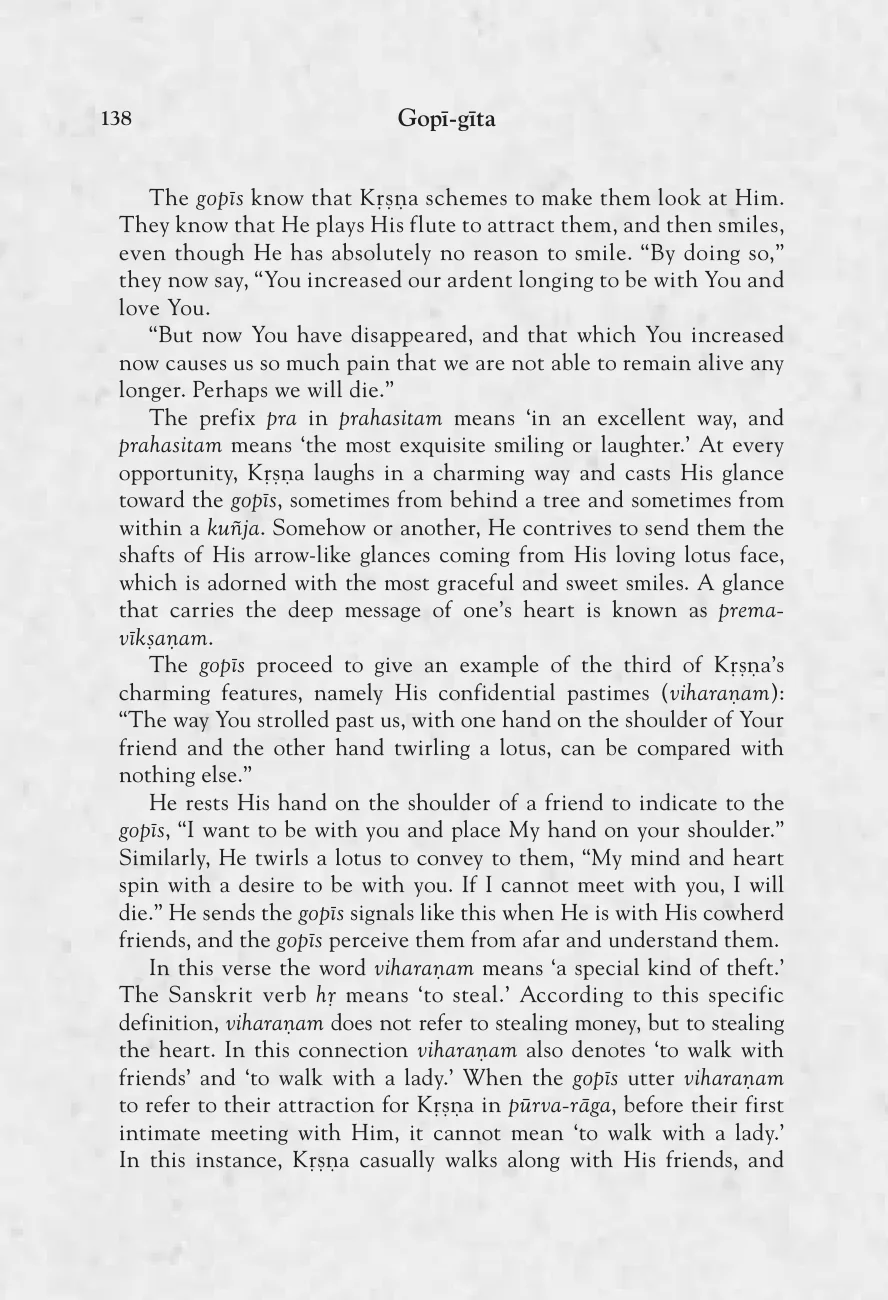 138
Gopī-gīta
The gopīs know that Kṛṣṇa schemes to make them look at Him.
They know that He plays His flute to attract them, and then smiles,
even though He has absolutely no reason to smile. “By doing so,”
they now say, “You increased our ardent longing to be with You and
love You.
“But now You have disappeared, and that which You increased
now causes us so much pain that we are not able to remain alive any
longer. Perhaps we will die.”
The prefix pra in prahasitam means ‘in an excellent way, and
prahasitam means ‘the most exquisite smiling or laughter.’ At every
opportunity, Kṛṣṇa laughs in a charming way and casts His glance
toward the gopīs, sometimes from behind a tree and sometimes from
within a kuñja. Somehow or another, He contrives to send them the
shafts of His arrow-like glances coming from His loving lotus face,
which is adorned with the most graceful and sweet smiles. A glance
that carries the deep message of one’s heart is known as prema-
vīkṣaṇam.
The gopīs proceed to give an example of the third of Kṛṣṇa’s
charming features, namely His confidential pastimes (viharaṇam):
“The way You strolled past us, with one hand on the shoulder of Your
friend and the other hand twirling a lotus, can be compared with
nothing else.”
He rests His hand on the shoulder of a friend to indicate to the
gopīs, “I want to be with you and place My hand on your shoulder.”
Similarly, He twirls a lotus to convey to them, “My mind and heart
spin with a desire to be with you. If I cannot meet with you, I will
die.” He sends the gopīs signals like this when He is with His cowherd
friends, and the gopīs perceive them from afar and understand them.
In this verse the word viharaṇam means ‘a special kind of theft.’
The Sanskrit verb hṛ means ‘to steal.’ According to this specific
definition, viharaṇam does not refer to stealing money, but to stealing
the heart. In this connection viharaṇam also denotes ‘to walk with
friends’ and ‘to walk with a lady.’ When the gopīs utter viharaṇam
to refer to their attraction for Kṛṣṇa in pūrva-rāga, before their first
intimate meeting with Him, it cannot mean ‘to walk with a lady.’
In this instance, Kṛṣṇa casually walks along with His friends, and